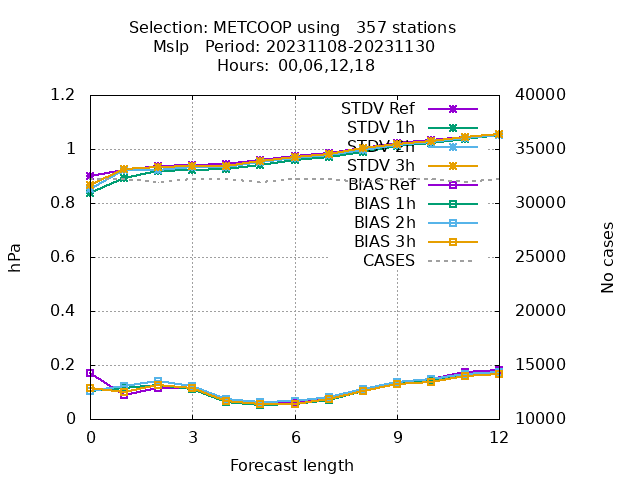 Selection: METCOOP using 357 stations
Mslp Period: 20231108-20231130
Hours: 00,06,12,18
1.2
1
0.8
0.6
0.4
0.2
0
hPa
40000
35000
30000
25000
20000
15000
10000
No cases
STDV Ref
STDV 1h
STDV 2h
STDV 3h
BIAS Ref
BIAS 1h
BIAS 2h
BIAS 3h
CASES
0 3 6 9 12
Forecast length